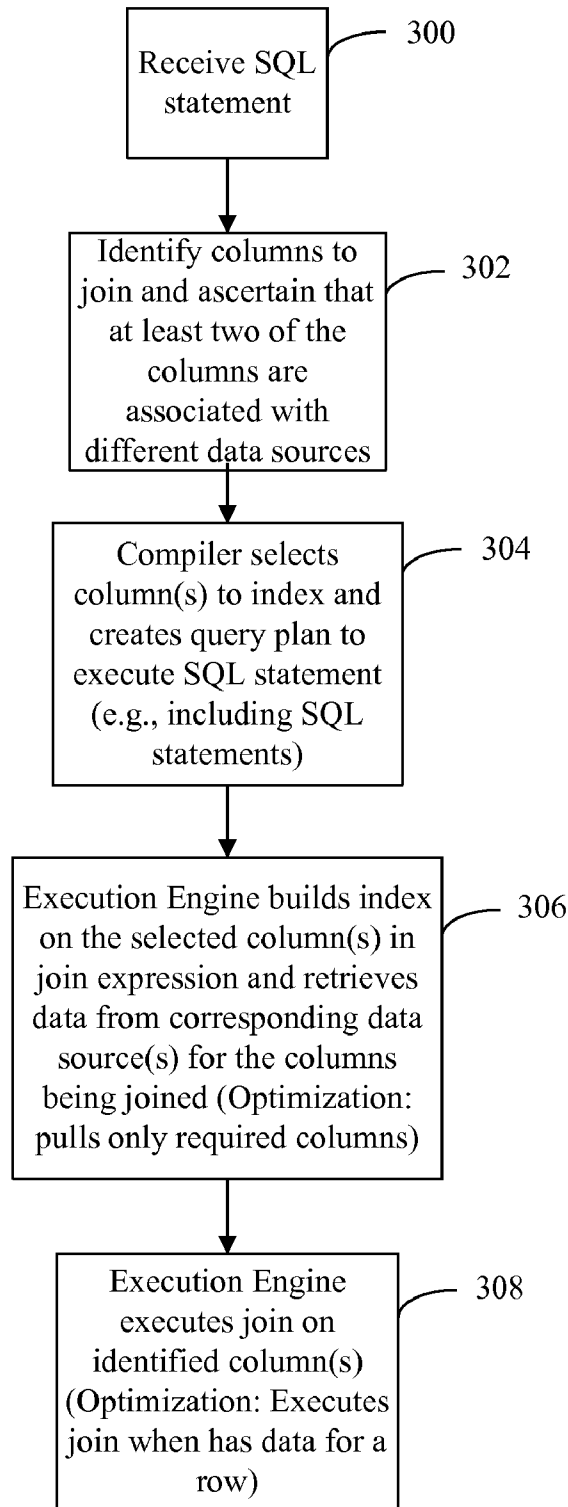 Receive SQL
statement
300
Identify columns to
join and ascertain that
at least two of the
columns are
associated with
different data sources
302
Compiler selects
column(s) to index and
creates query plan to
execute SQL statement
(e.g., including SQL
statements)
304
Execution Engine builds index
on the selected column(s) in
join expression and retrieves
data from corresponding data
source(s) for the columns
being joined (Optimization:
pulls only required columns)
306
Execution Engine
executes join on
identified column(s)
(Optimization: Executes
join when has data for a
row)
308